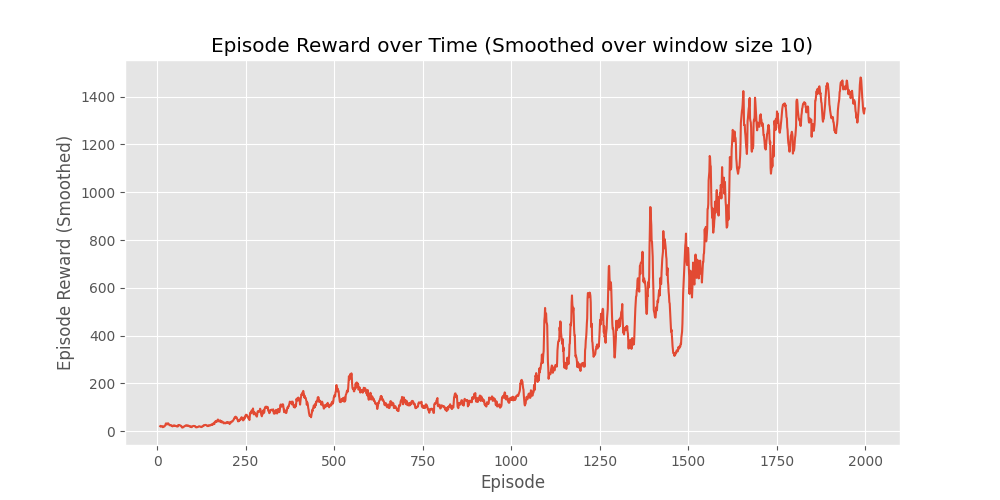 Episode Reward over Time (Smoothed over window size 10)
Episode Reward (Smoothed)
1400
1200
1000
800
600
400
200
0
0 250 500 750 1000 1250 1500 1750 2000
Episode